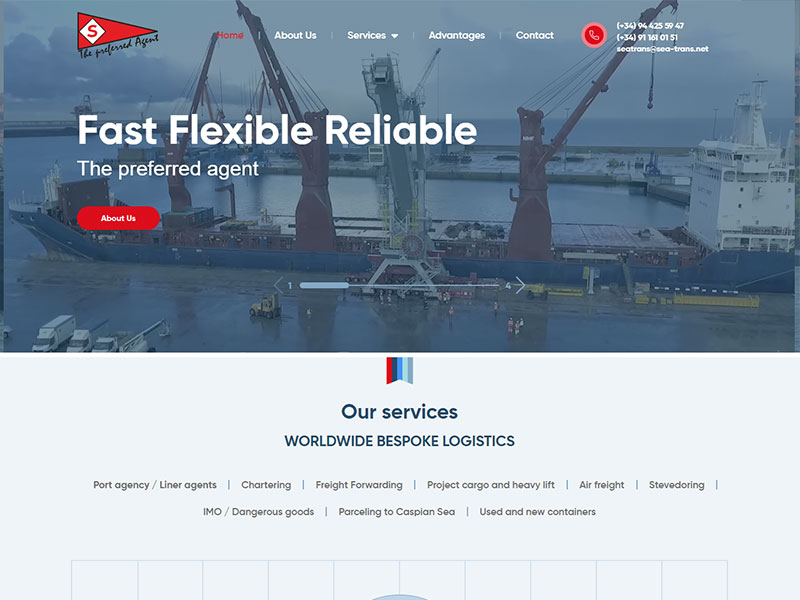 S
The preferred Agent
Home | About Us | Services | Advantages | Contact
(+34) 94 425 59 47
(+34) 91 161 01 51
seatrans@sea-trans.net
Fast Flexible Reliable
The preferred agent
About Us
1 4
Our services
WORLDWIDE BESPOKE LOGISTICS
Port agency / Liner agents | Chartering | Freight Forwarding | Project cargo and heavy lift | Air freight | Stevedoring |
IMO / Dangerous goods | Parceling to Caspian Sea | Used and new containers